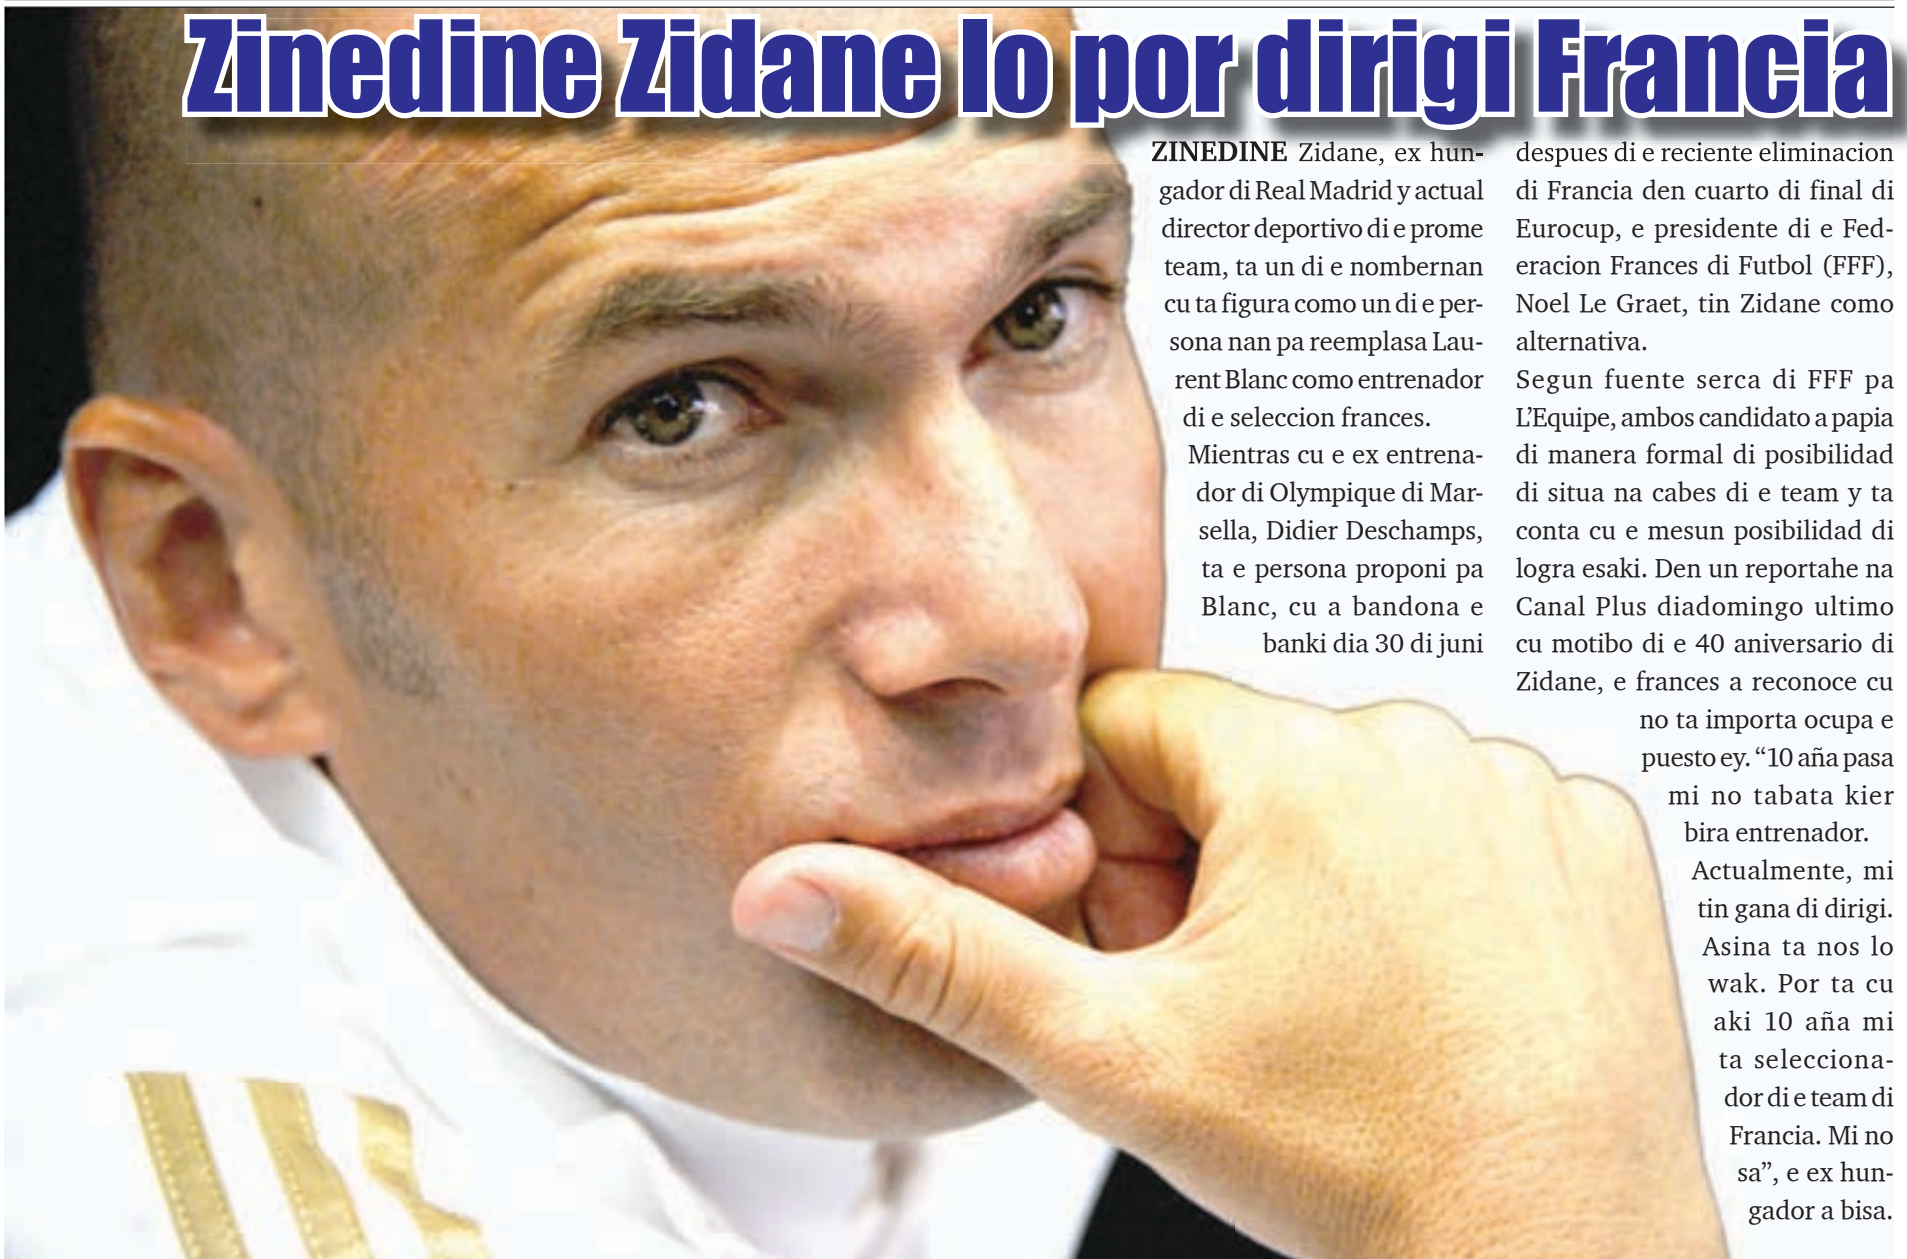 Zinedine Zidane lo por dirigi Francia
ZINEDINE Zidane, ex hun-
gador di Real Madrid y actual
director deportivo di e prome
team, ta un di e nombernan
cu ta figura como un di e per-
sona nan pa reemplasa Lau-
rent Blanc como entrenador
di e seleccion frances.
Mientras cu e ex entrena-
dor di Olympique di Mar-
sella, Didier Deschamps,
ta e persona proponi pa
Blanc, cu a bandona e
banki dia 30 di juni
despues di e reciente eliminacion
di Francia den cuarto di final di
Eurocup, e presidente di e Fed-
eracion Frances di Futbol (FFF),
Noel Le Graet, tin Zidane como
alternativa.
Segun fuente serca di FFF pa
L’Equipe, ambos candidato a papia
di manera formal di posibilidad
di situa na cabes di e team y ta
conta cu e mesun posibilidad di
logra esaki. Den un reportahe na
Canal Plus diadomingo ultimo
cu motibo di e 40 aniversario di
Zidane, e frances a reconoce cu
no ta importa ocupa e
puesto ey. “10 aña pasa
mi no tabata kier
bira entrenador.
Actualmente, mi
tin gana di dirigi.
Asina ta nos lo
wak. Por ta cu
aki 10 aña mi
ta selecciona-
dor di e team di
Francia. Mi no
sa”, e ex hun-
gador a bisa.